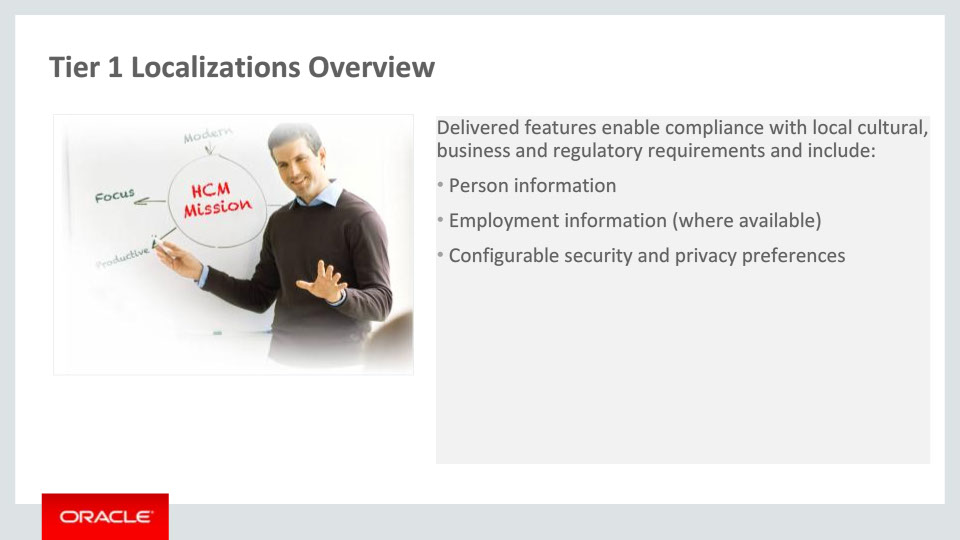 Tier 1 Localizations Overview
Modern
Focus
HCM
Mission
Productive
Delivered features enable compliance with local cultural,
business and regulatory requirements and include:
• Person information
• Employment information (where available)
• Configurable security and privacy preferences
ORACLE